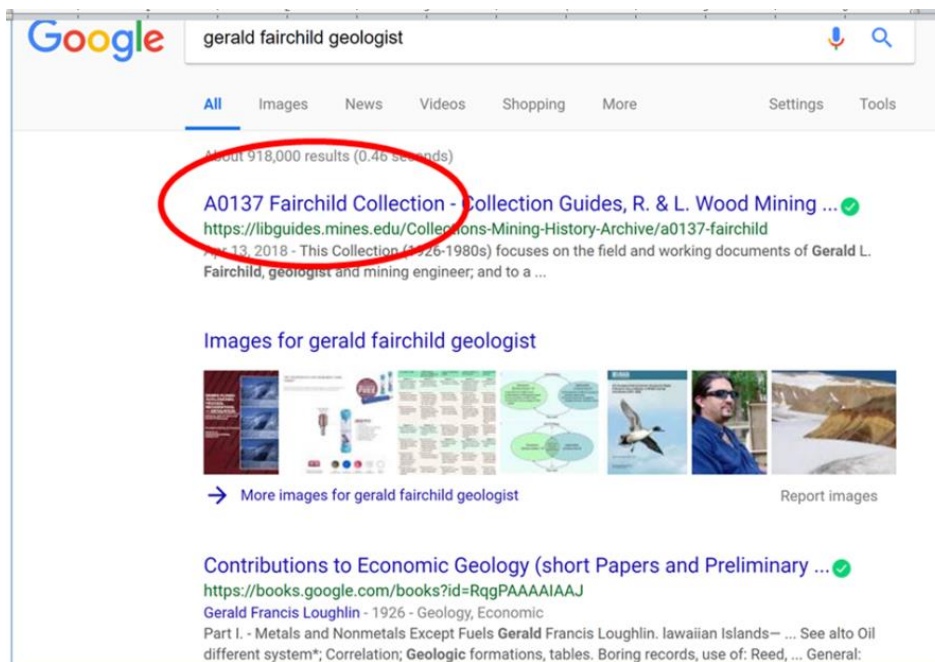 Google
gerald fairchild geologist
All Images News Videos Shopping More Settings Tools
About 918,000 results (0.46 seconds)
A0137 Fairchild Collection - Collection Guides, R. & L. Wood Mining ...
https://libguides.mines.edu/Collections-Mining-History-Archive/a0137-fairchild
Apr 13, 2018 - This Collection (1926-1980s) focuses on the field and working documents of Gerald L.
Fairchild, geologist and mining engineer; and to a ...
Images for gerald fairchild geologist
More images for gerald fairchild geologist Report images
Contributions to Economic Geology (short Papers and Preliminary ...
https://books.google.com/books?id=RqgPAAAAIAAJ
Gerald Francis Loughlin - 1926 - Geology, Economic
Part I. - Metals and Nonmetals Except Fuels Gerald Francis Loughlin. lawaiian Islands— ... See alto Oil
different system*; Correlation; Geologic formations, tables. Boring records, use of: Reed, ... General: